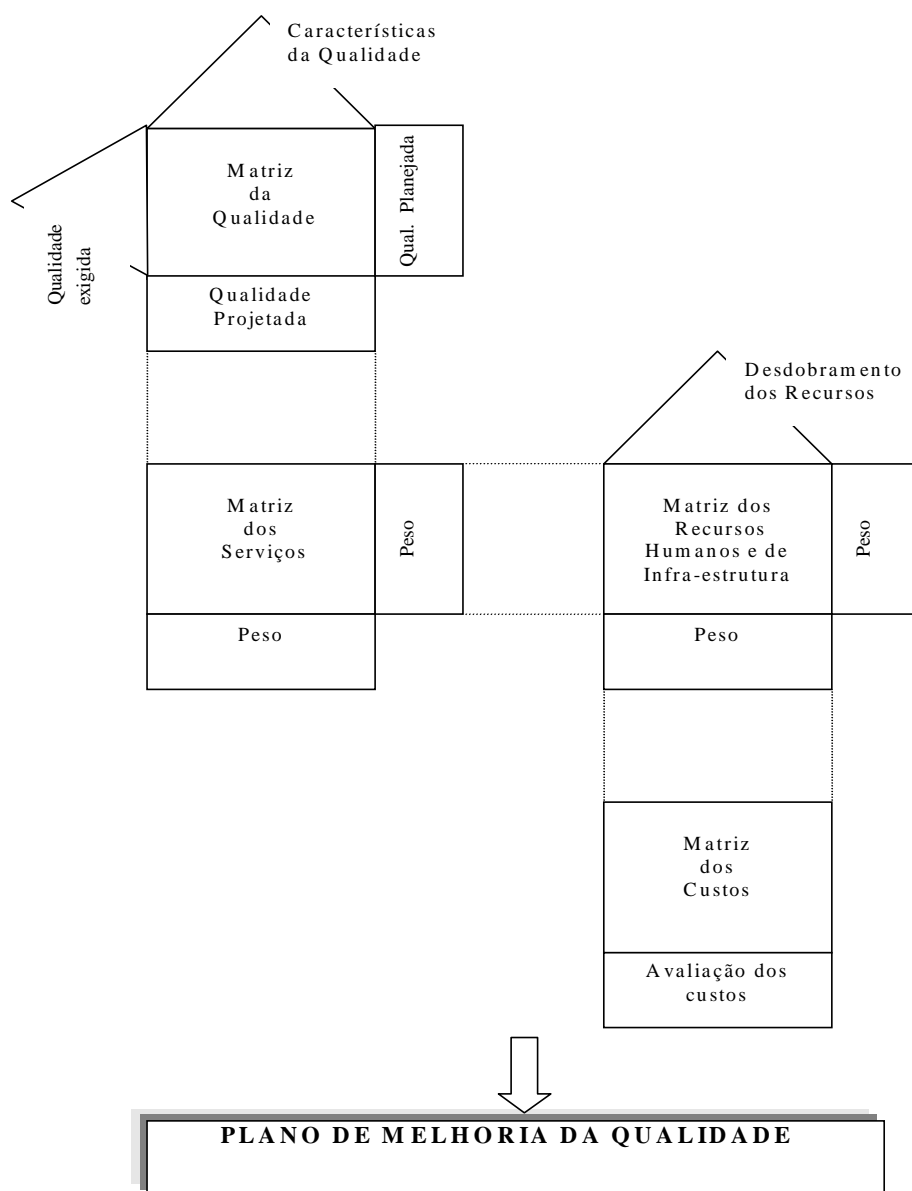 Características
da Qualidade
Matriz
da
Qualidade
Qual. Planejada
Qualidade
exigida
Qualidade
Projetada
Desdobramento
dos Recursos
Matriz
dos
Serviços
Peso
Matriz dos
Recursos
Humanos e de
Infra-estrutura
Peso
Peso
Peso
Matriz
dos
Custos
Avaliação dos
custos
PLANO DE MELHORIA DA QUALIDADE